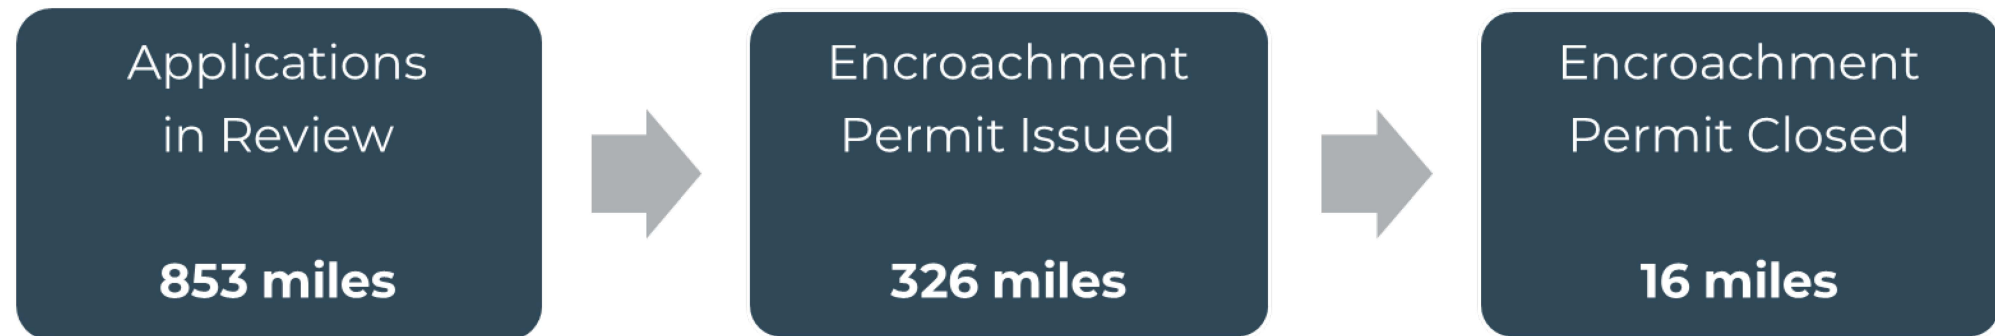 Applications
in Review
853 miles
Encroachment
Permit Issued
326 miles
Encroachment
Permit Closed
16 miles